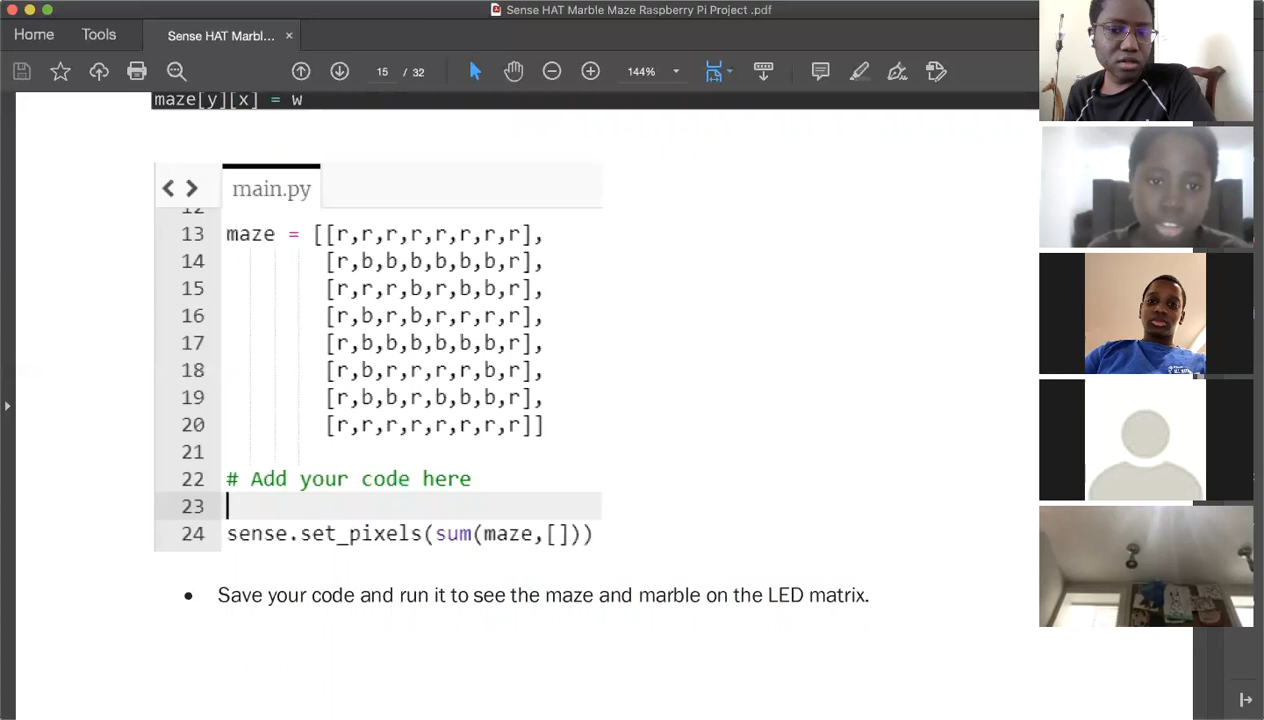 Sense HAT Marble Maze Raspberry Pi Project .pdf
Home Tools Sense HAT Marbl... ×
15 / 32 144%
maze[y][x] = w
main.py
12
13 maze = [[r,r,r,r,r,r,r,r],
14 [r,b,b,b,b,b,b,r],
15 [r,r,r,b,r,b,b,r],
16 [r,b,r,b,r,r,r,r],
17 [r,b,b,b,b,b,b,r],
18 [r,b,r,r,r,r,b,r],
19 [r,b,b,r,b,b,b,r],
20 [r,r,r,r,r,r,r,r]]
21
22 # Add your code here
23
24 sense.set_pixels(sum(maze,[]))
• Save your code and run it to see the maze and marble on the LED matrix.